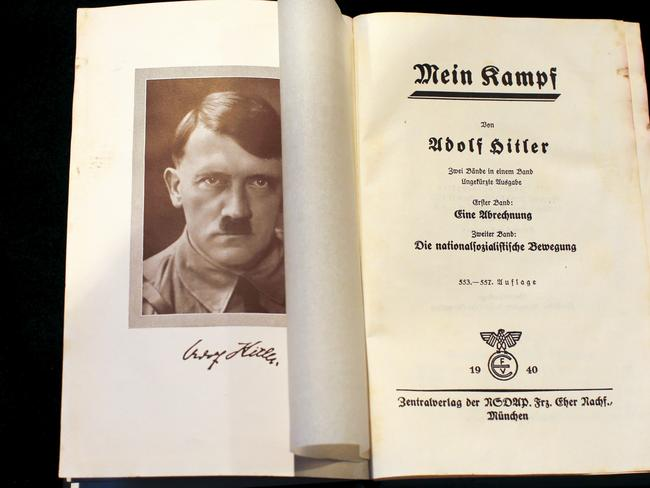 Adolf Hitler.
Mein Kampf
Von
Adolf Hitler
Zwei Bände in einem Band
Ungekürzte Ausgabe
Erster Band:
Eine Abrechnung
Zweiter Band:
Die nationalsozialistische Bewegung
553.—557. Auflage
19 40
Zentralverlag der NSDAP. Frz. Eher Nachf.,
München